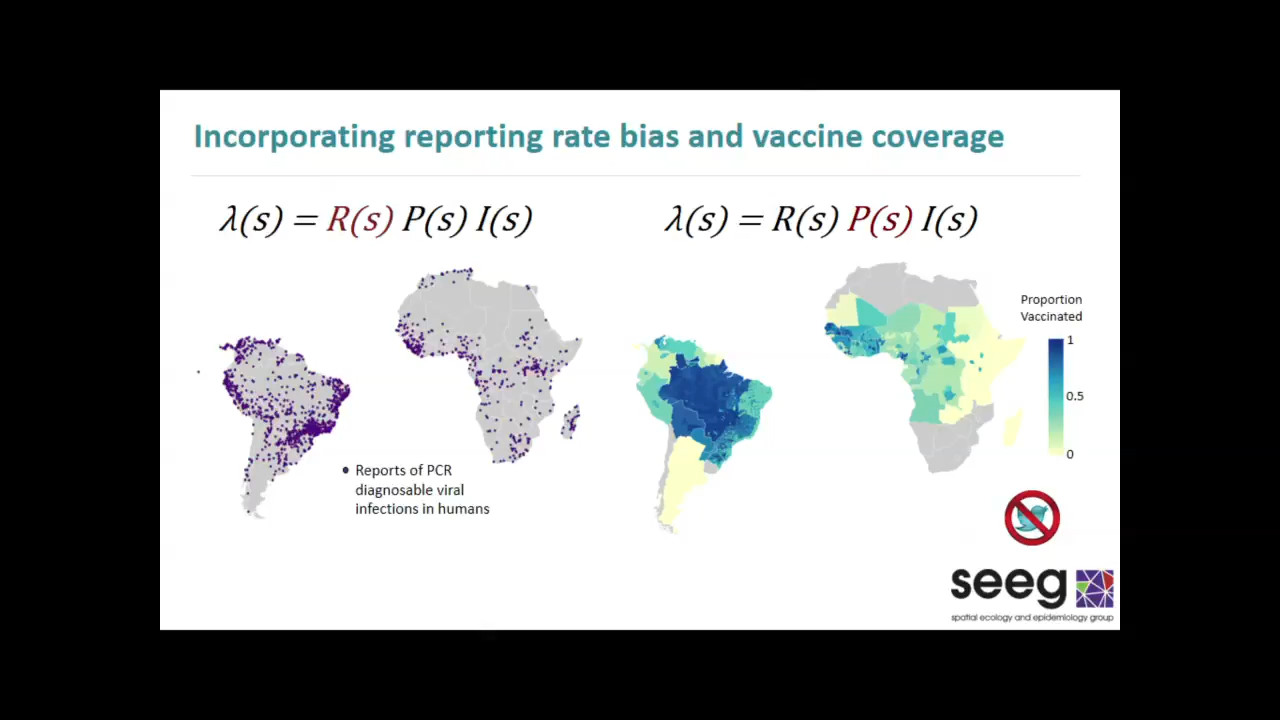 Incorporating reporting rate bias and vaccine coverage
λ(s) = R(s) P(s) I(s)
λ(s) = R(s) P(s) I(s)
Reports of PCR
diagnosable viral
infections in humans
Proportion
Vaccinated
1
0.5
0
seeg
spatial ecology and epidemiology group